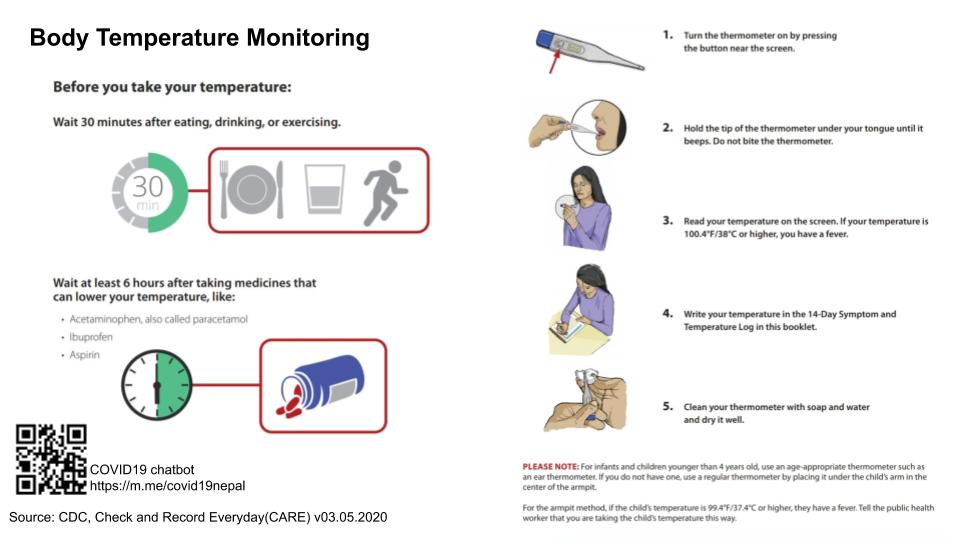 Body Temperature Monitoring
Before you take your temperature:
Wait 30 minutes after eating, drinking, or exercising.
30
min
Wait at least 6 hours after taking medicines that
can lower your temperature, like:
• Acetaminophen, also called paracetamol
• Ibuprofen
• Aspirin
COVID19 chatbot
https://m.me/covid19nepal
Source: CDC, Check and Record Everyday(CARE) v03.05.2020
1. Turn the thermometer on by pressing
the button near the screen.
2. Hold the tip of the thermometer under your tongue until it
beeps. Do not bite the thermometer.
3. Read your temperature on the screen. If your temperature is
100.4°F/38°C or higher, you have a fever.
4. Write your temperature in the 14-Day Symptom and
Temperature Log in this booklet.
5. Clean your thermometer with soap and water
and dry it well.
PLEASE NOTE: For infants and children younger than 4 years old, use an age-appropriate thermometer such as
an ear thermometer. If you do not have one, use a regular thermometer by placing it under the child's arm in the
center of the armpit.
For the armpit method, if the child's temperature is 99.4°F/37.4°C or higher, they have a fever. Tell the public health
worker that you are taking the child's temperature this way.